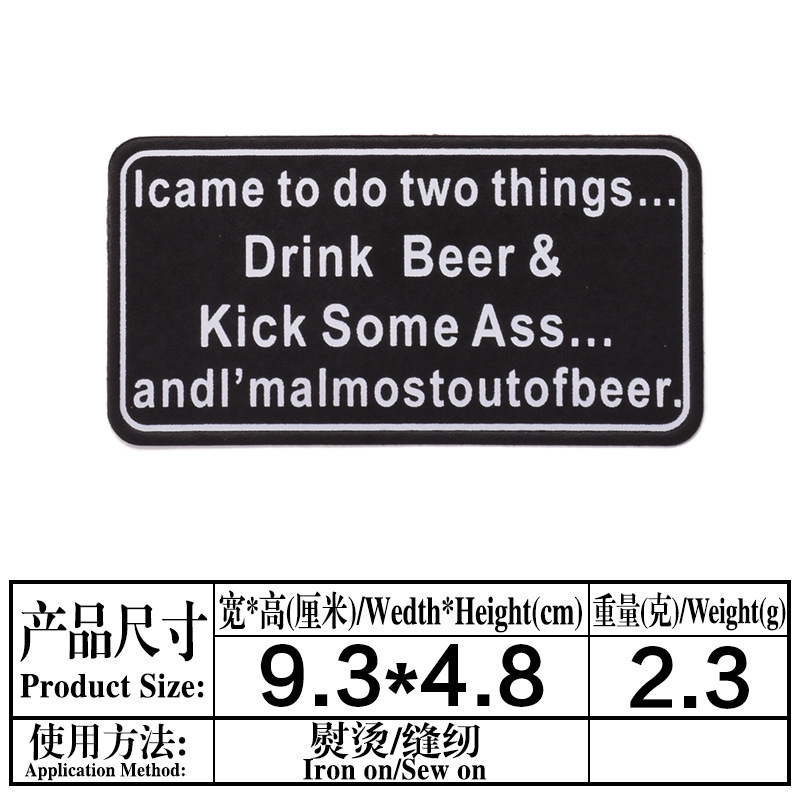 Icame to do two things...
Drink Beer &
Kick Some Ass...
andI'malmostoutofbeer.
产品尺寸
Product Size:
宽*高(厘米)/Wedth*Height(cm)
重量(克)/Weight(g)
9.3*4.8
2.3
使用方法:
Application Method:
熨烫/缝纫
Iron on/Sew on